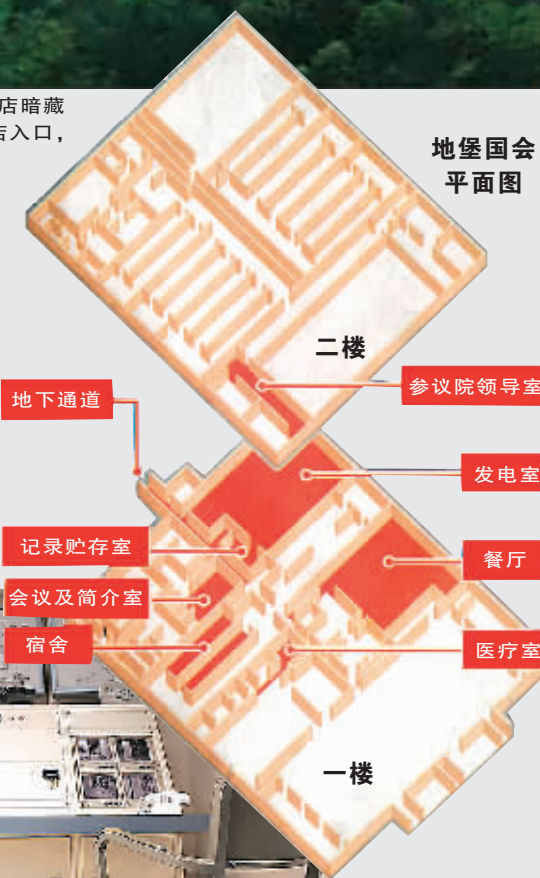 店暗藏
店入口，
地堡国会
平面图
二楼
参议院领导室
地下通道
发电室
记录贮存室
餐厅
会议及简介室
宿舍
医疗室
一楼